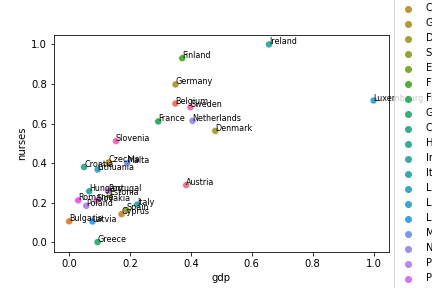 1.0
0.8
0.6
0.4
0.2
0.0
nurses
0.0
0.2
0.4
0.6
0.8
1.0
gdp
Ireland
Finland
Luxembourg
Germany
Belgium
Sweden
France
Netherlands
Denmark
Slovenia
Czechia
Malta
Croatia
Lithuania
Austria
Hungary
Portugal
Estonia
Romania
Slovakia
Poland
Italy
Spain
Cyprus
Bulgaria
Latvia
Greece
C
G
D
S
E
F
F
G
C
H
I
It
L
L
L
M
N
P
P